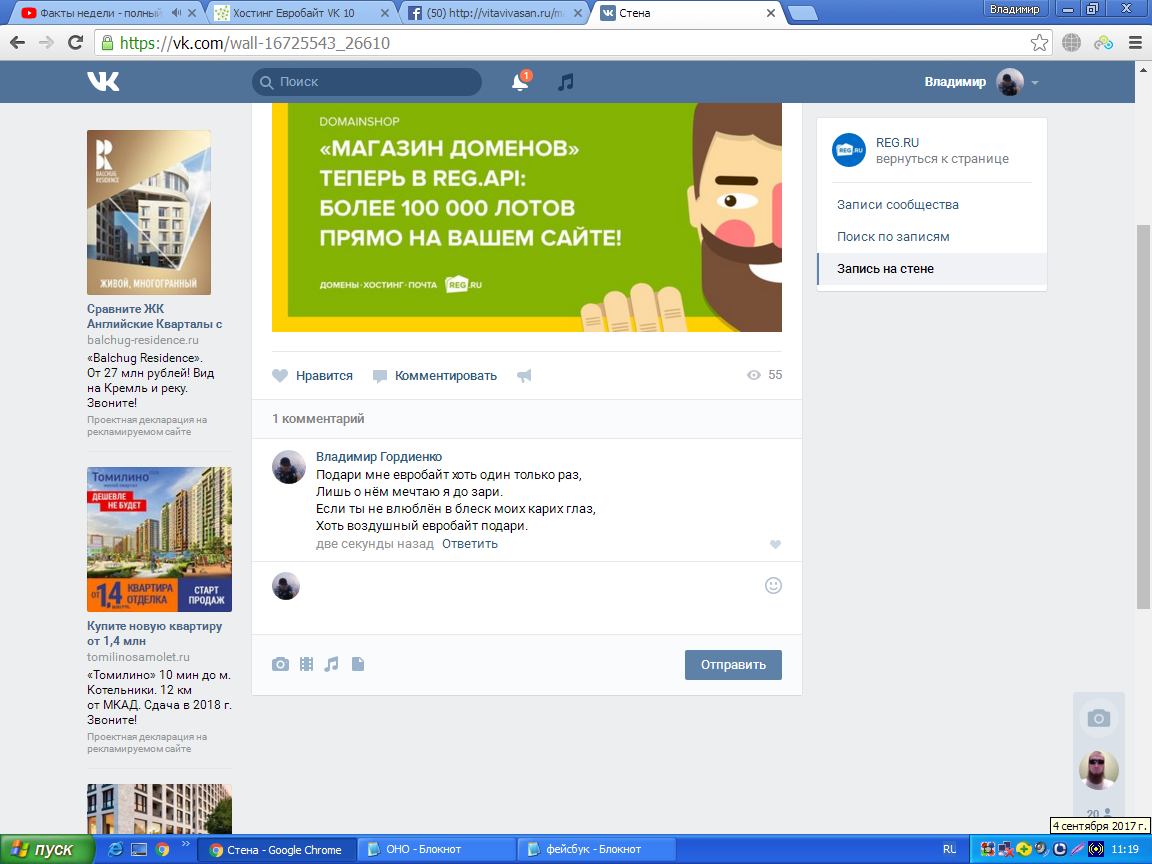 Факты недели - полный
Хостинг Евробайт VK 10
(50) http://vitavivasan.ru/m
Стена
Владимир
https://vk.com/wall-16725543_26610
Поиск
1
Владимир
BALCHUG
RESIDENCE
ЖИВОЙ, МНОГОГРАННЫЙ
Сравните ЖК
Английские Кварталы с
balchug-residence.ru
«Balchug Residence».
От 27 млн рублей! Вид
на Кремль и реку.
Звоните!
Проектная декларация на
рекламируемом сайте
Томилино
ДЕШЕВЛЕ
НЕ БУДЕТ
от 1,4 КВАРТИРА
ОТДЕЛКА
СТАРТ
ПРОДАЖ
Купите новую квартиру
от 1,4 млн
tomilinosamolet.ru
«Томилино» 10 мин до м.
Котельники. 12 км
от МКАД. Сдача в 2018 г.
Звоните!
Проектная декларация на
рекламируемом сайте
DOMAINSHOP
«МАГАЗИН ДОМЕНОВ»
ТЕПЕРЬ В REG.API:
БОЛЕЕ 100 000 ЛОТОВ
ПРЯМО НА ВАШЕМ САЙТЕ!
ДОМЕНЫ·ХОСТИНГ·ПОЧТА REG.RU
Нравится
Комментировать
55
1 комментарий
Владимир Гордиенко
Подари мне евробайт хоть один только раз,
Лишь о нём мечтаю я до зари.
Если ты не влюблён в блеск моих карих глаз,
Хоть воздушный евробайт подари.
две секунды назад Ответить
Отправить
REG.RU
REG.RU
вернуться к странице
Записи сообщества
Поиск по записям
Запись на стене
20
4 сентября 2017 г.
пуск
Стена - Google Chrome
ОНО - Блокнот
фейсбук - Блокнот
RU
11:19